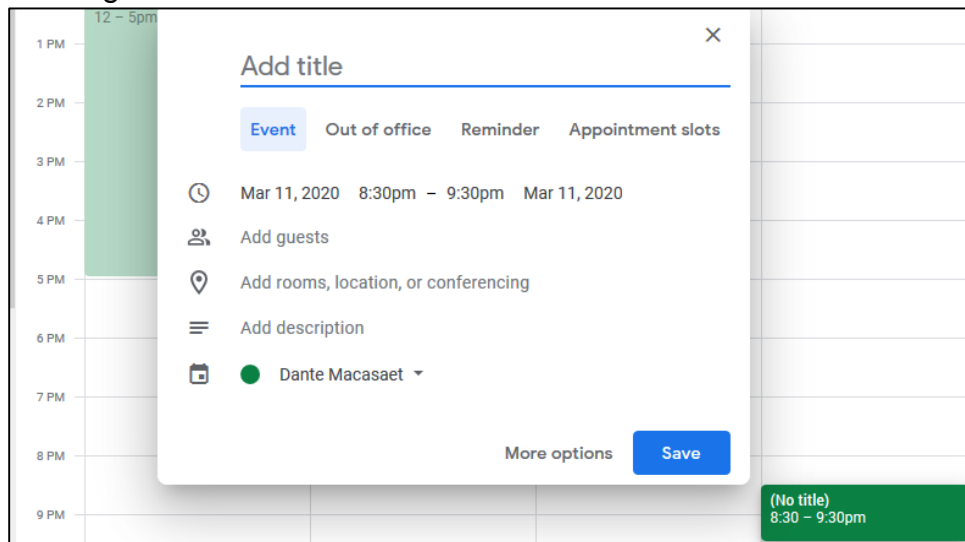 12 – 5pm
1 PM
2 PM
3 PM
4 PM
5 PM
6 PM
7 PM
8 PM
9 PM
×
Add title
Event Out of office Reminder Appointment slots
Mar 11, 2020 8:30pm – 9:30pm Mar 11, 2020
Add guests
Add rooms, location, or conferencing
Add description
Dante Macasaet
More options Save
(No title)
8:30 – 9:30pm